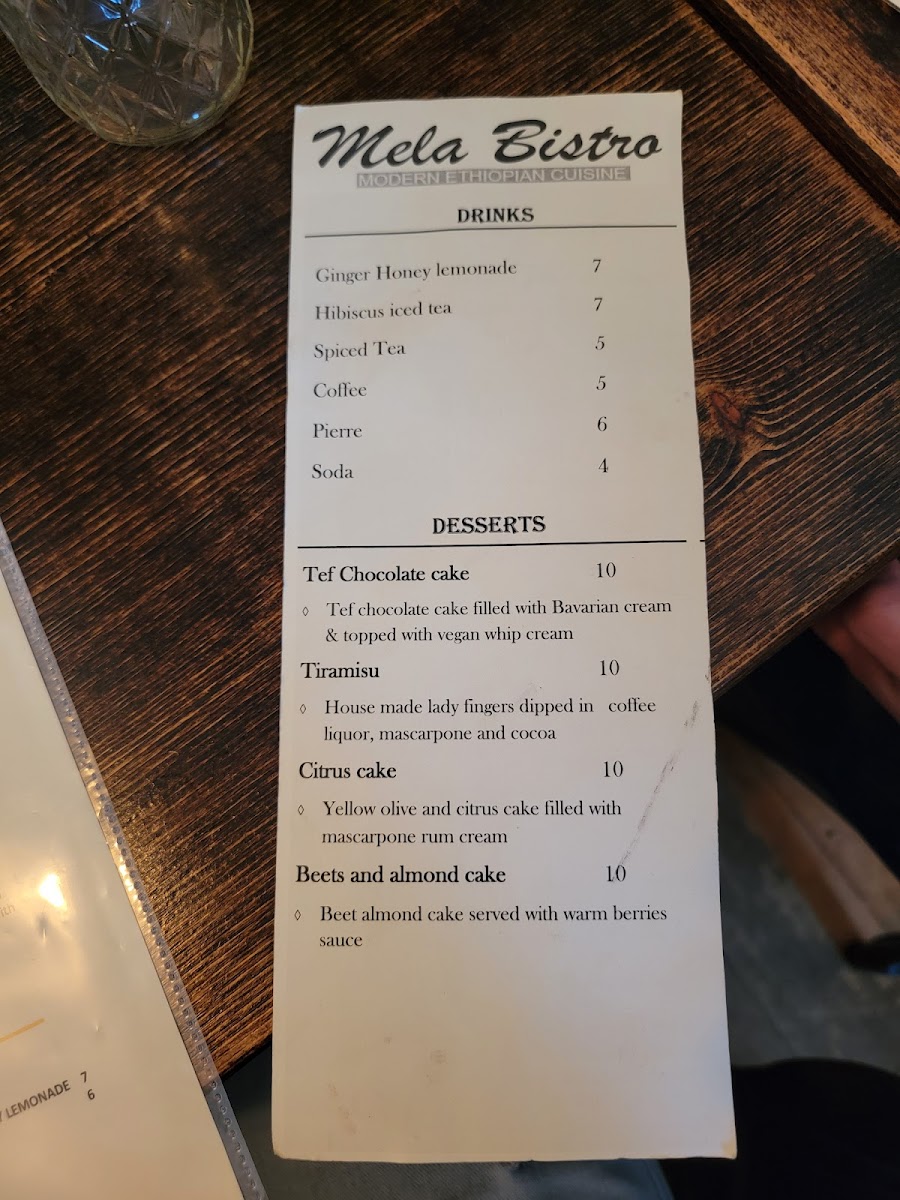 Mela Bistro
MODERN ETHIOPIAN CUISINE
DRINKS
Ginger Honey lemonade 7
Hibiscus iced tea 7
Spiced Tea 5
Coffee 5
Pierre 6
Soda 4
DESSERTS
Tef Chocolate cake 10
◊ Tef chocolate cake filled with Bavarian cream
& topped with vegan whip cream
Tiramisu 10
◊ House made lady fingers dipped in coffee
liquor, mascarpone and cocoa
Citrus cake 10
◊ Yellow olive and citrus cake filled with
mascarpone rum cream
Beets and almond cake 10
◊ Beet almond cake served with warm berries
sauce
LEMONADE 7
6